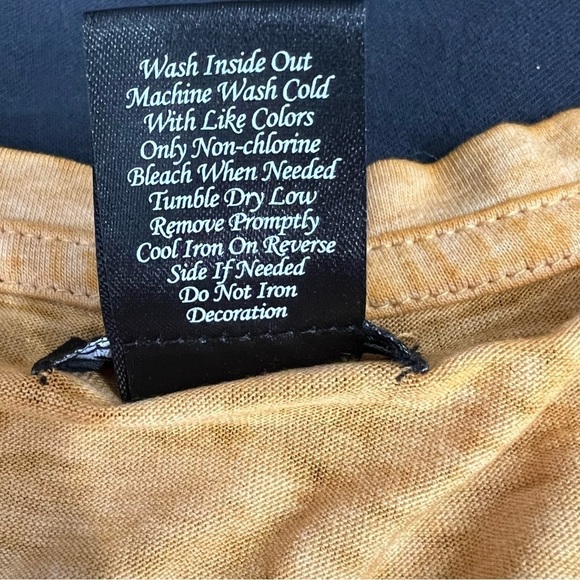 Wash Inside Out
Machine Wash Cold
With Like Colors
Only Non-chlorine
Bleach When Needed
Tumble Dry Low
Remove Promptly
Cool Iron On Reverse
Side If Needed
Do Not Iron
Decoration